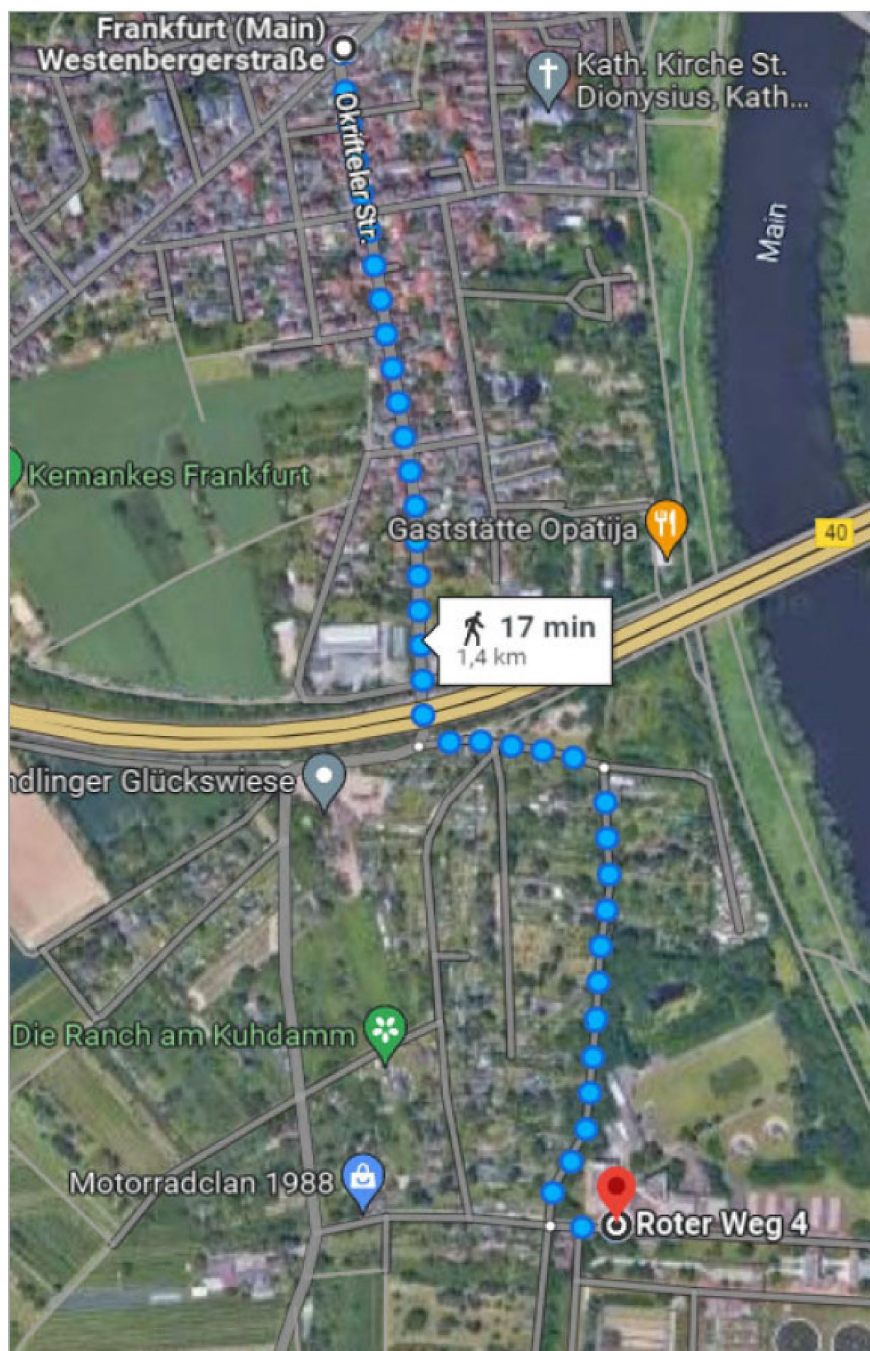 Frankfurt (Main)
Westenbergerstraße
Kath. Kirche St.
Dionysius, Kath...
Okrifteler Str.
Main
Kemankes Frankfurt
Gaststätte Opatija
40
17 min
1,4 km
ndlinger Glückswiese
Die Ranch am Kuhdamm
Motorradclan 1988
Roter Weg 4